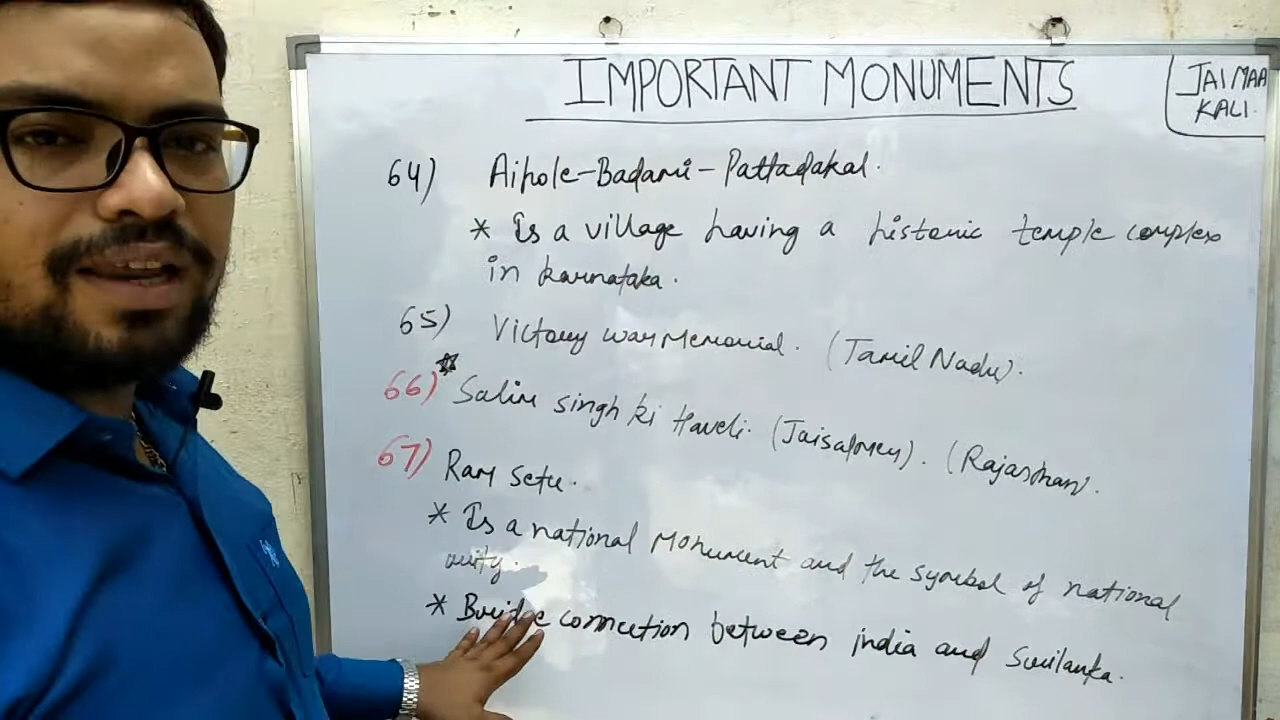 IMPORTANT MONUMENTS
JAI MAA
KALI.
64) Aihole-Badami-Pattadakal.
* Is a village having a historic temple complex
in karnataka.
65) Victory war Memorial. (Tamil Nadu).
66) Salim singh ki Haveli. (Jaisalmer). (Rajasthan).
67) Ram setu.
* Is a national Monument and the symbol of national
unity.
* Bridge connection between india and Srilanka.